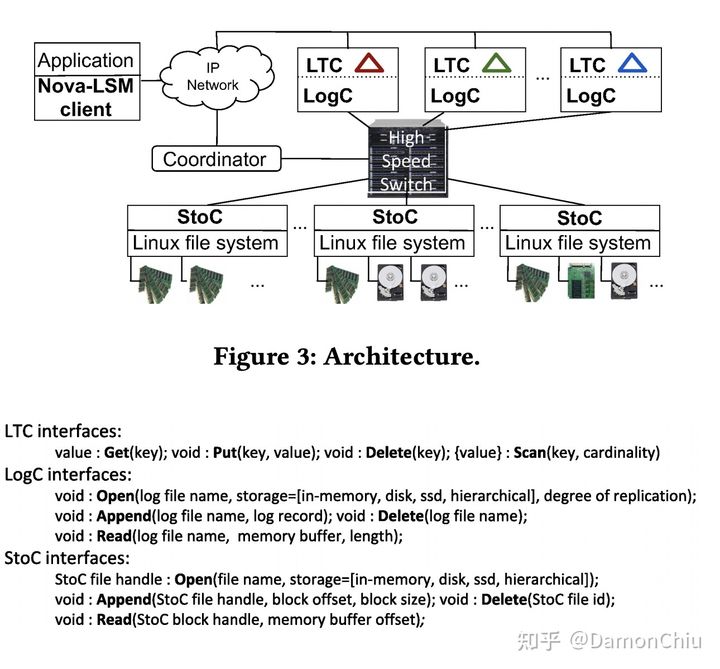 Application
Nova-LSM
client
IP
Network
LTC
LogC
LTC
LogC
...
LTC
LogC
Coordinator
High
Speed
Switch
StoC
Linux file system
...
...
StoC
Linux file system
...
...
StoC
Linux file system
...
Figure 3: Architecture.
LTC interfaces:
value : Get(key); void : Put(key, value); void : Delete(key); {value} : Scan(key, cardinality)
LogC interfaces:
void : Open(log file name, storage=[in-memory, disk, ssd, hierarchical], degree of replication);
void : Append(log file name, log record); void : Delete(log file name);
void : Read(log file name, memory buffer, length);
StoC interfaces:
StoC file handle : Open(file name, storage=[in-memory, disk, ssd, hierarchical]);
void : Append(StoC file handle, block offset, block size); void : Delete(StoC file id);
void : Read(StoC block handle, memory buffer offset);
知乎 @DamonChiu